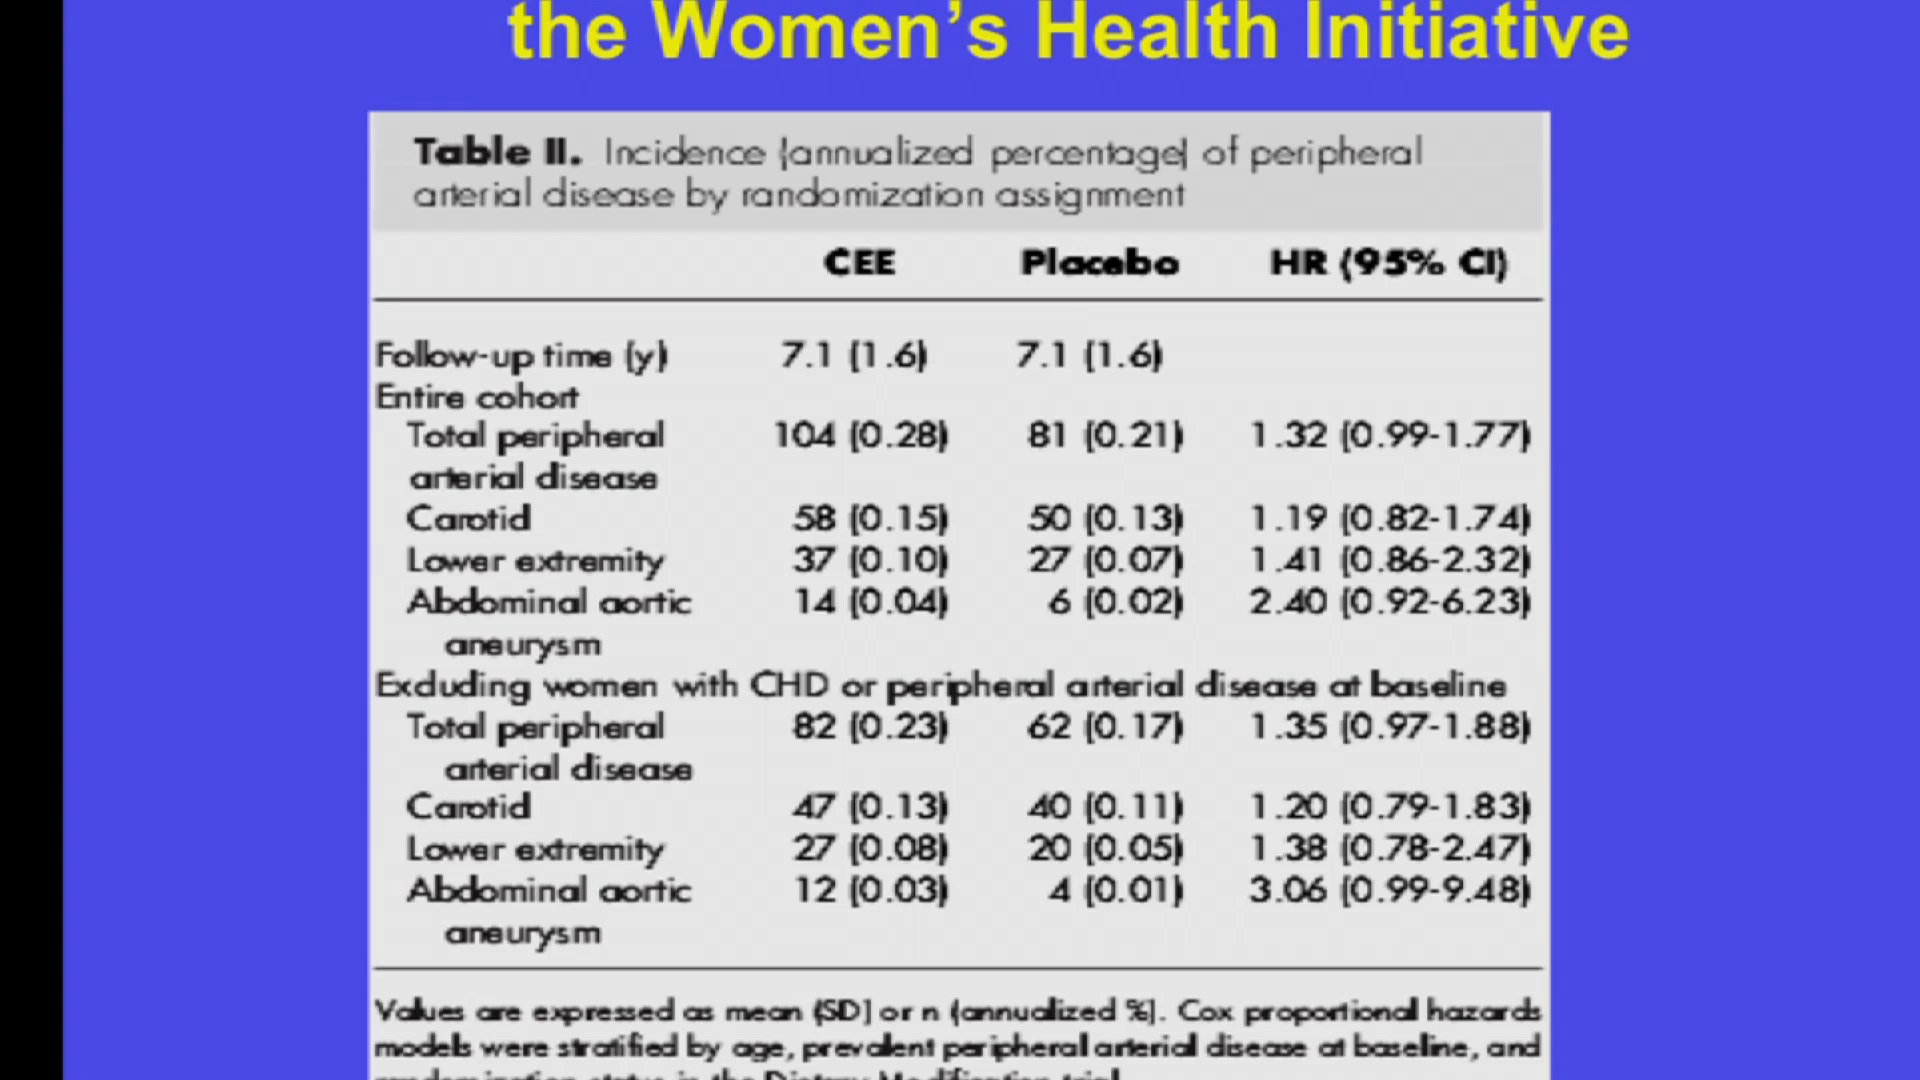 the Women's Health Initiative
Table II. Incidence (annualized percentage) of peripheral
arterial disease by randomization assignment
CEE Placebo HR (95% CI)
Follow-up time (y) 7.1 (1.6) 7.1 (1.6)
Entire cohort
Total peripheral 104 (0.28) 81 (0.21) 1.32 (0.99-1.77)
arterial disease
Carotid 58 (0.15) 50 (0.13) 1.19 (0.82-1.74)
Lower extremity 37 (0.10) 27 (0.07) 1.41 (0.86-2.32)
Abdominal aortic 14 (0.04) 6 (0.02) 2.40 (0.92-6.23)
aneurysm
Excluding women with CHD or peripheral arterial disease at baseline
Total peripheral 82 (0.23) 62 (0.17) 1.35 (0.97-1.88)
arterial disease
Carotid 47 (0.13) 40 (0.11) 1.20 (0.79-1.83)
Lower extremity 27 (0.08) 20 (0.05) 1.38 (0.78-2.47)
Abdominal aortic 12 (0.03) 4 (0.01) 3.06 (0.99-9.48)
aneurysm
Values are expressed as mean (SD) or n (annualized %). Cox proportional hazards
models were stratified by age, prevalent peripheral arterial disease at baseline, and
randomization status in the Dietary Modification trial.